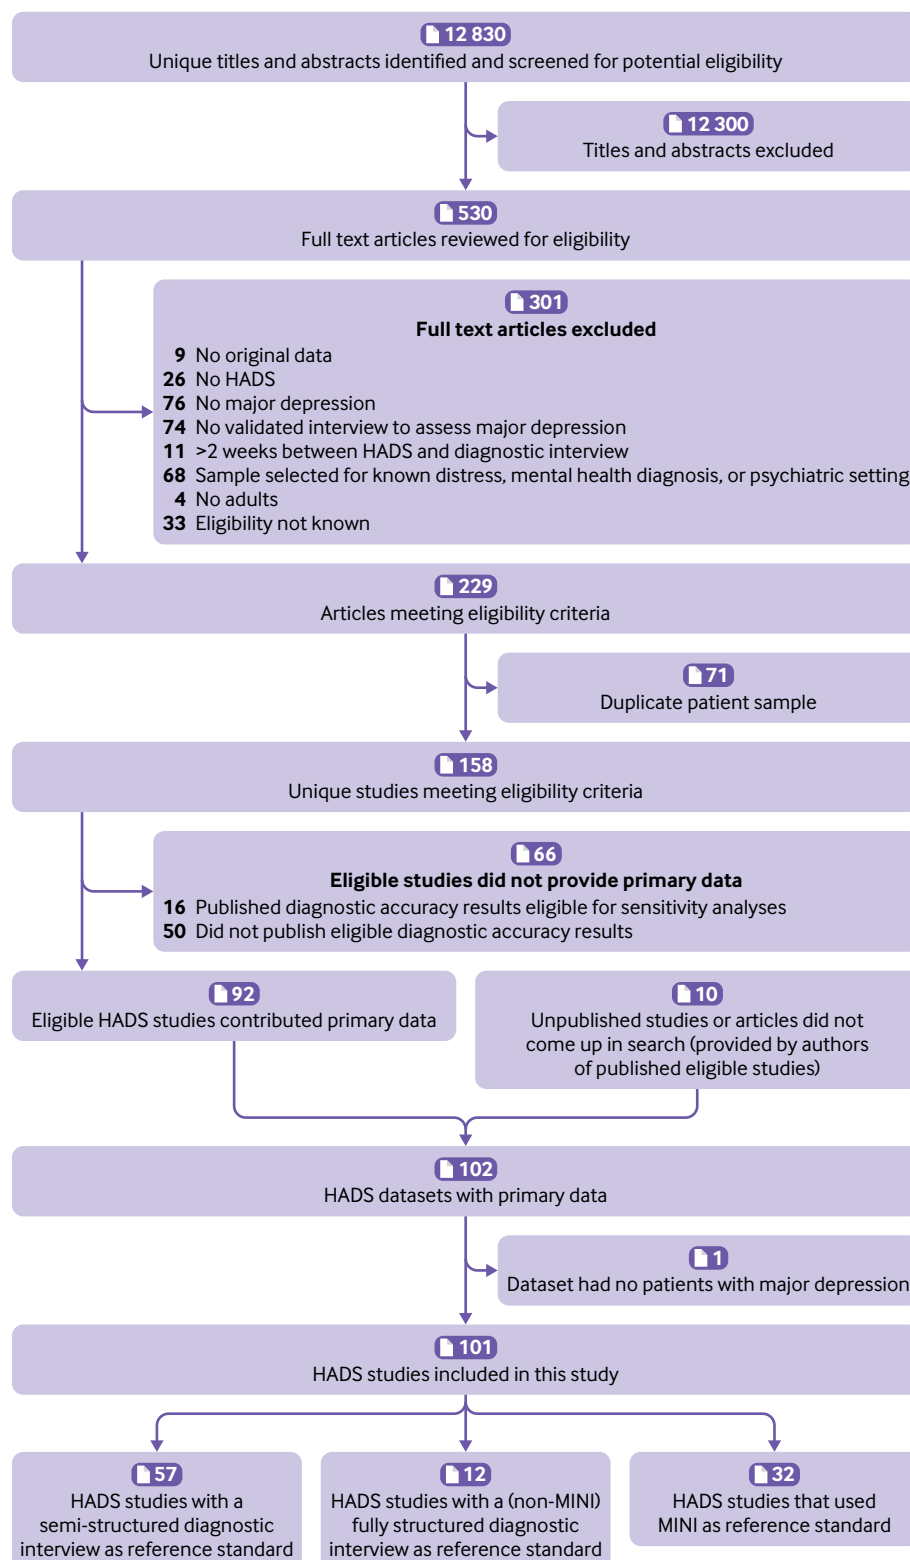 12 830
Unique titles and abstracts identified and screened for potential eligibility
12 300
Titles and abstracts excluded
530
Full text articles reviewed for eligibility
301
Full text articles excluded
9 No original data
26 No HADS
76 No major depression
74 No validated interview to assess major depression
11 >2 weeks between HADS and diagnostic interview
68 Sample selected for known distress, mental health diagnosis, or psychiatric setting
4 No adults
33 Eligibility not known
229
Articles meeting eligibility criteria
71
Duplicate patient sample
158
Unique studies meeting eligibility criteria
66
Eligible studies did not provide primary data
16 Published diagnostic accuracy results eligible for sensitivity analyses
50 Did not publish eligible diagnostic accuracy results
92
Eligible HADS studies contributed primary data
10
Unpublished studies or articles did not
come up in search (provided by authors
of published eligible studies)
102
HADS datasets with primary data
1
Dataset had no patients with major depression
101
HADS studies included in this study
57
HADS studies with a
semi-structured diagnostic
interview as reference standard
12
HADS studies with a (non-MINI)
fully structured diagnostic
interview as reference standard
32
HADS studies that used
MINI as reference standard